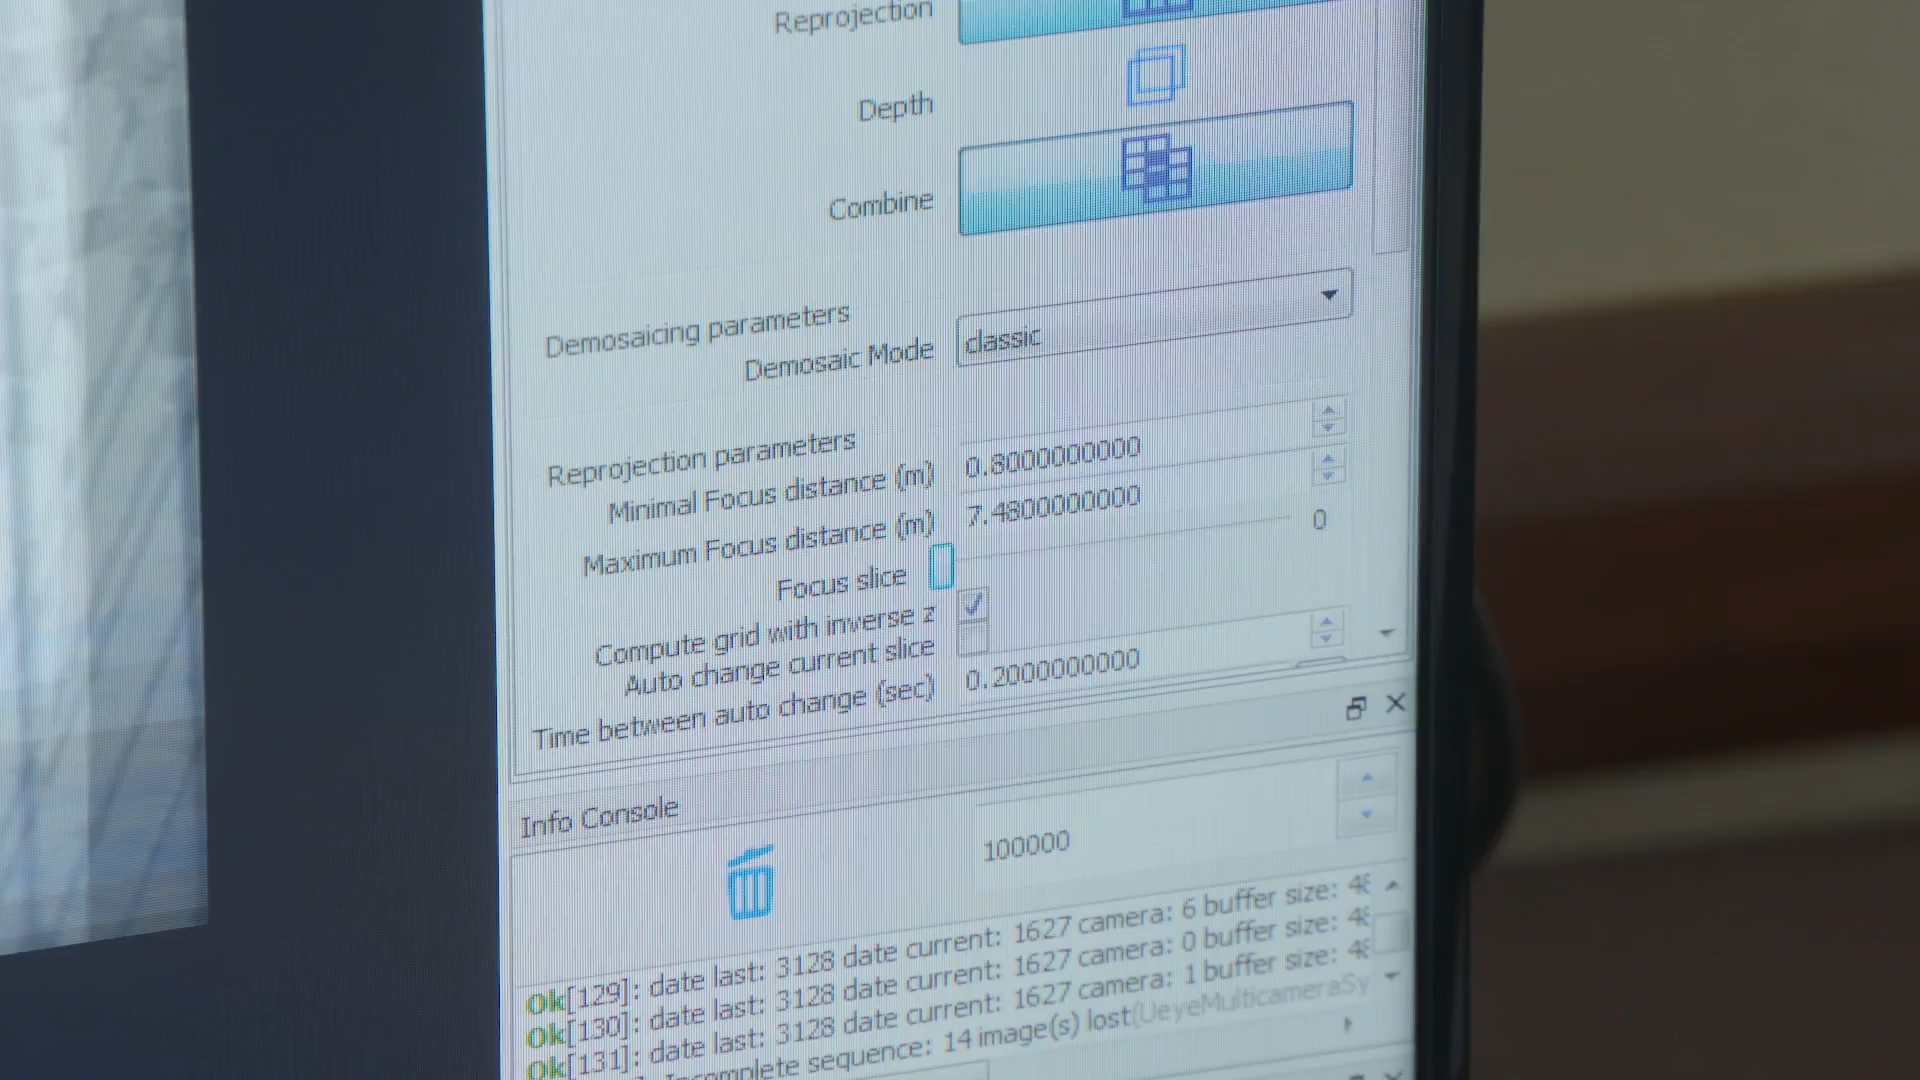 Reprojection
Depth
Combine
Demosaicing parameters
Demosaic Mode classic
Reprojection parameters
Minimal Focus distance (m) 0.8000000000
Maximum Focus distance (m) 7.4800000000
Focus slice 0
Compute grid with inverse z
Auto change current slice
Time between auto change (sec) 0.2000000000
Info Console
100000
Ok[129]: date last: 3128 date current: 1627 camera: 6 buffer size:
Ok[130]: date last: 3128 date current: 1627 camera: 0 buffer size:
Ok[131]: date last: 3128 date current: 1627 camera: 1 buffer size:
Incomplete sequence: 14 image(s) lost(UeyeMulticameraSy